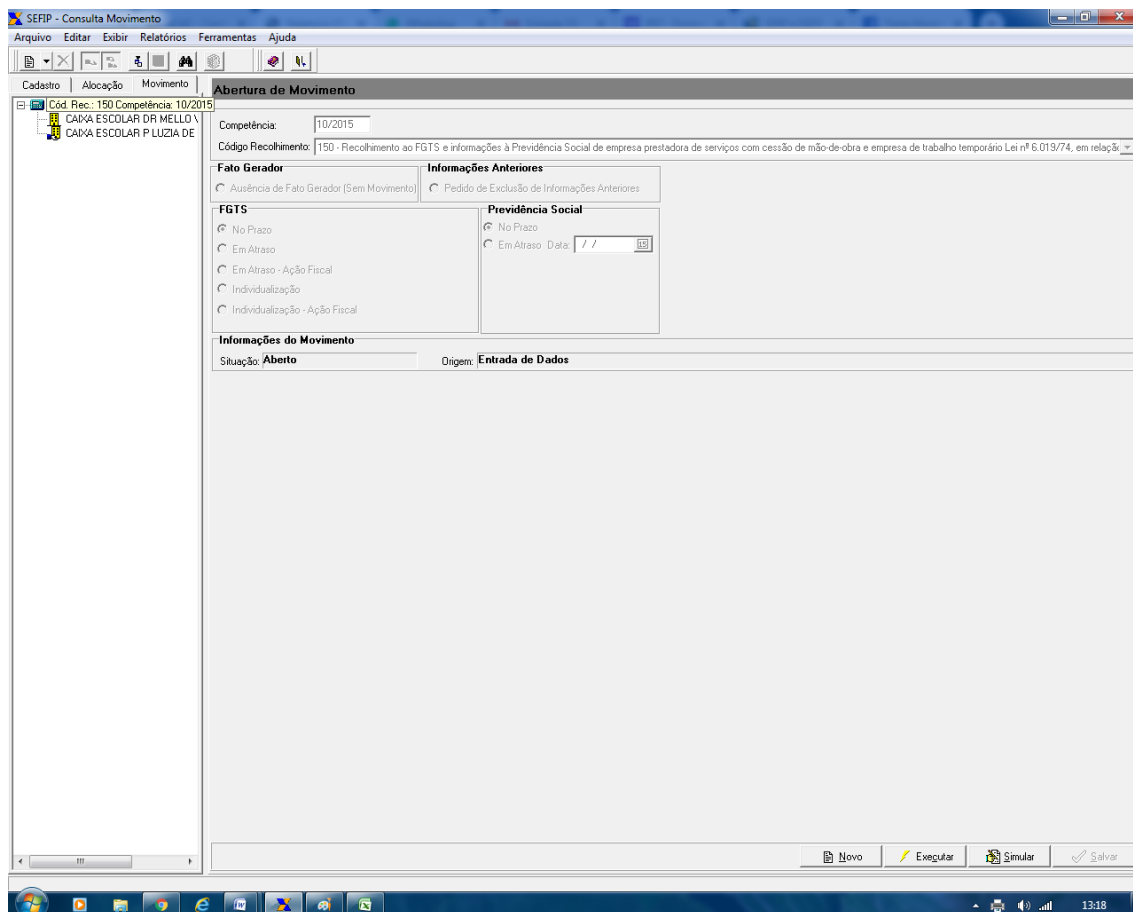 SEFIP - Consulta Movimento
Arquivo Editar Exibir Relatórios Ferramentas Ajuda
Cadastro Alocação Movimento
Abertura de Movimento
Cód. Rec.: 150 Competência: 10/2015
CAIXA ESCOLAR DR MELLO V
CAIXA ESCOLAR P LUZIA DE
Competência: 10/2015
Código Recolhimento: 150 - Recolhimento ao FGTS e informações à Previdência Social de empresa prestadora de serviços com cessão de mão-de-obra e empresa de trabalho temporário Lei nº 6.019/74, em relaçã
Fato Gerador Informações Anteriores
Ausência de Fato Gerador (Sem Movimento) Pedido de Exclusão de Informações Anteriores
FGTS Previdência Social
No Prazo No Prazo
Em Atraso Em Atraso Data: / / 15
Em Atraso - Ação Fiscal
Individualização
Individualização - Ação Fiscal
Informações do Movimento
Situação: Aberto Origem: Entrada de Dados
Novo Executar Simular Salvar
13:18